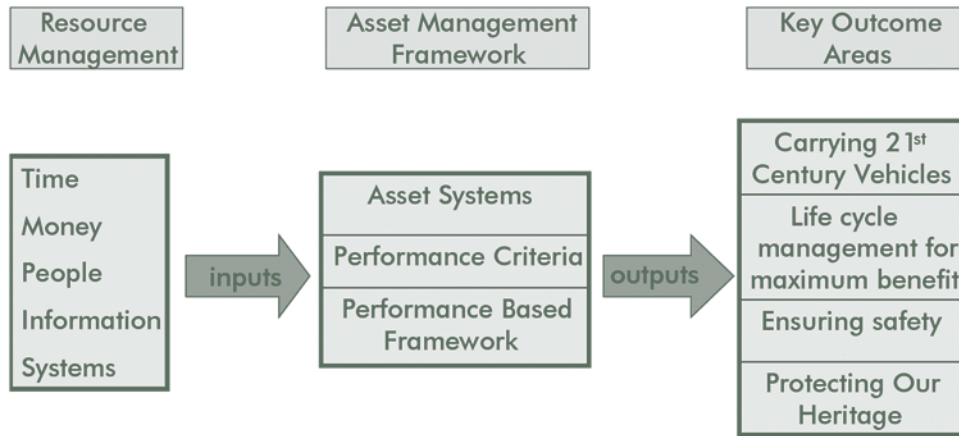 Resource
Management
Asset Management
Framework
Key Outcome
Areas
Time
Money
People
Information
Systems
inputs
Asset Systems
Performance Criteria
Performance Based
Framework
outputs
Carrying 21st
Century Vehicles
Life cycle
management for
maximum benefit
Ensuring safety
Protecting Our
Heritage